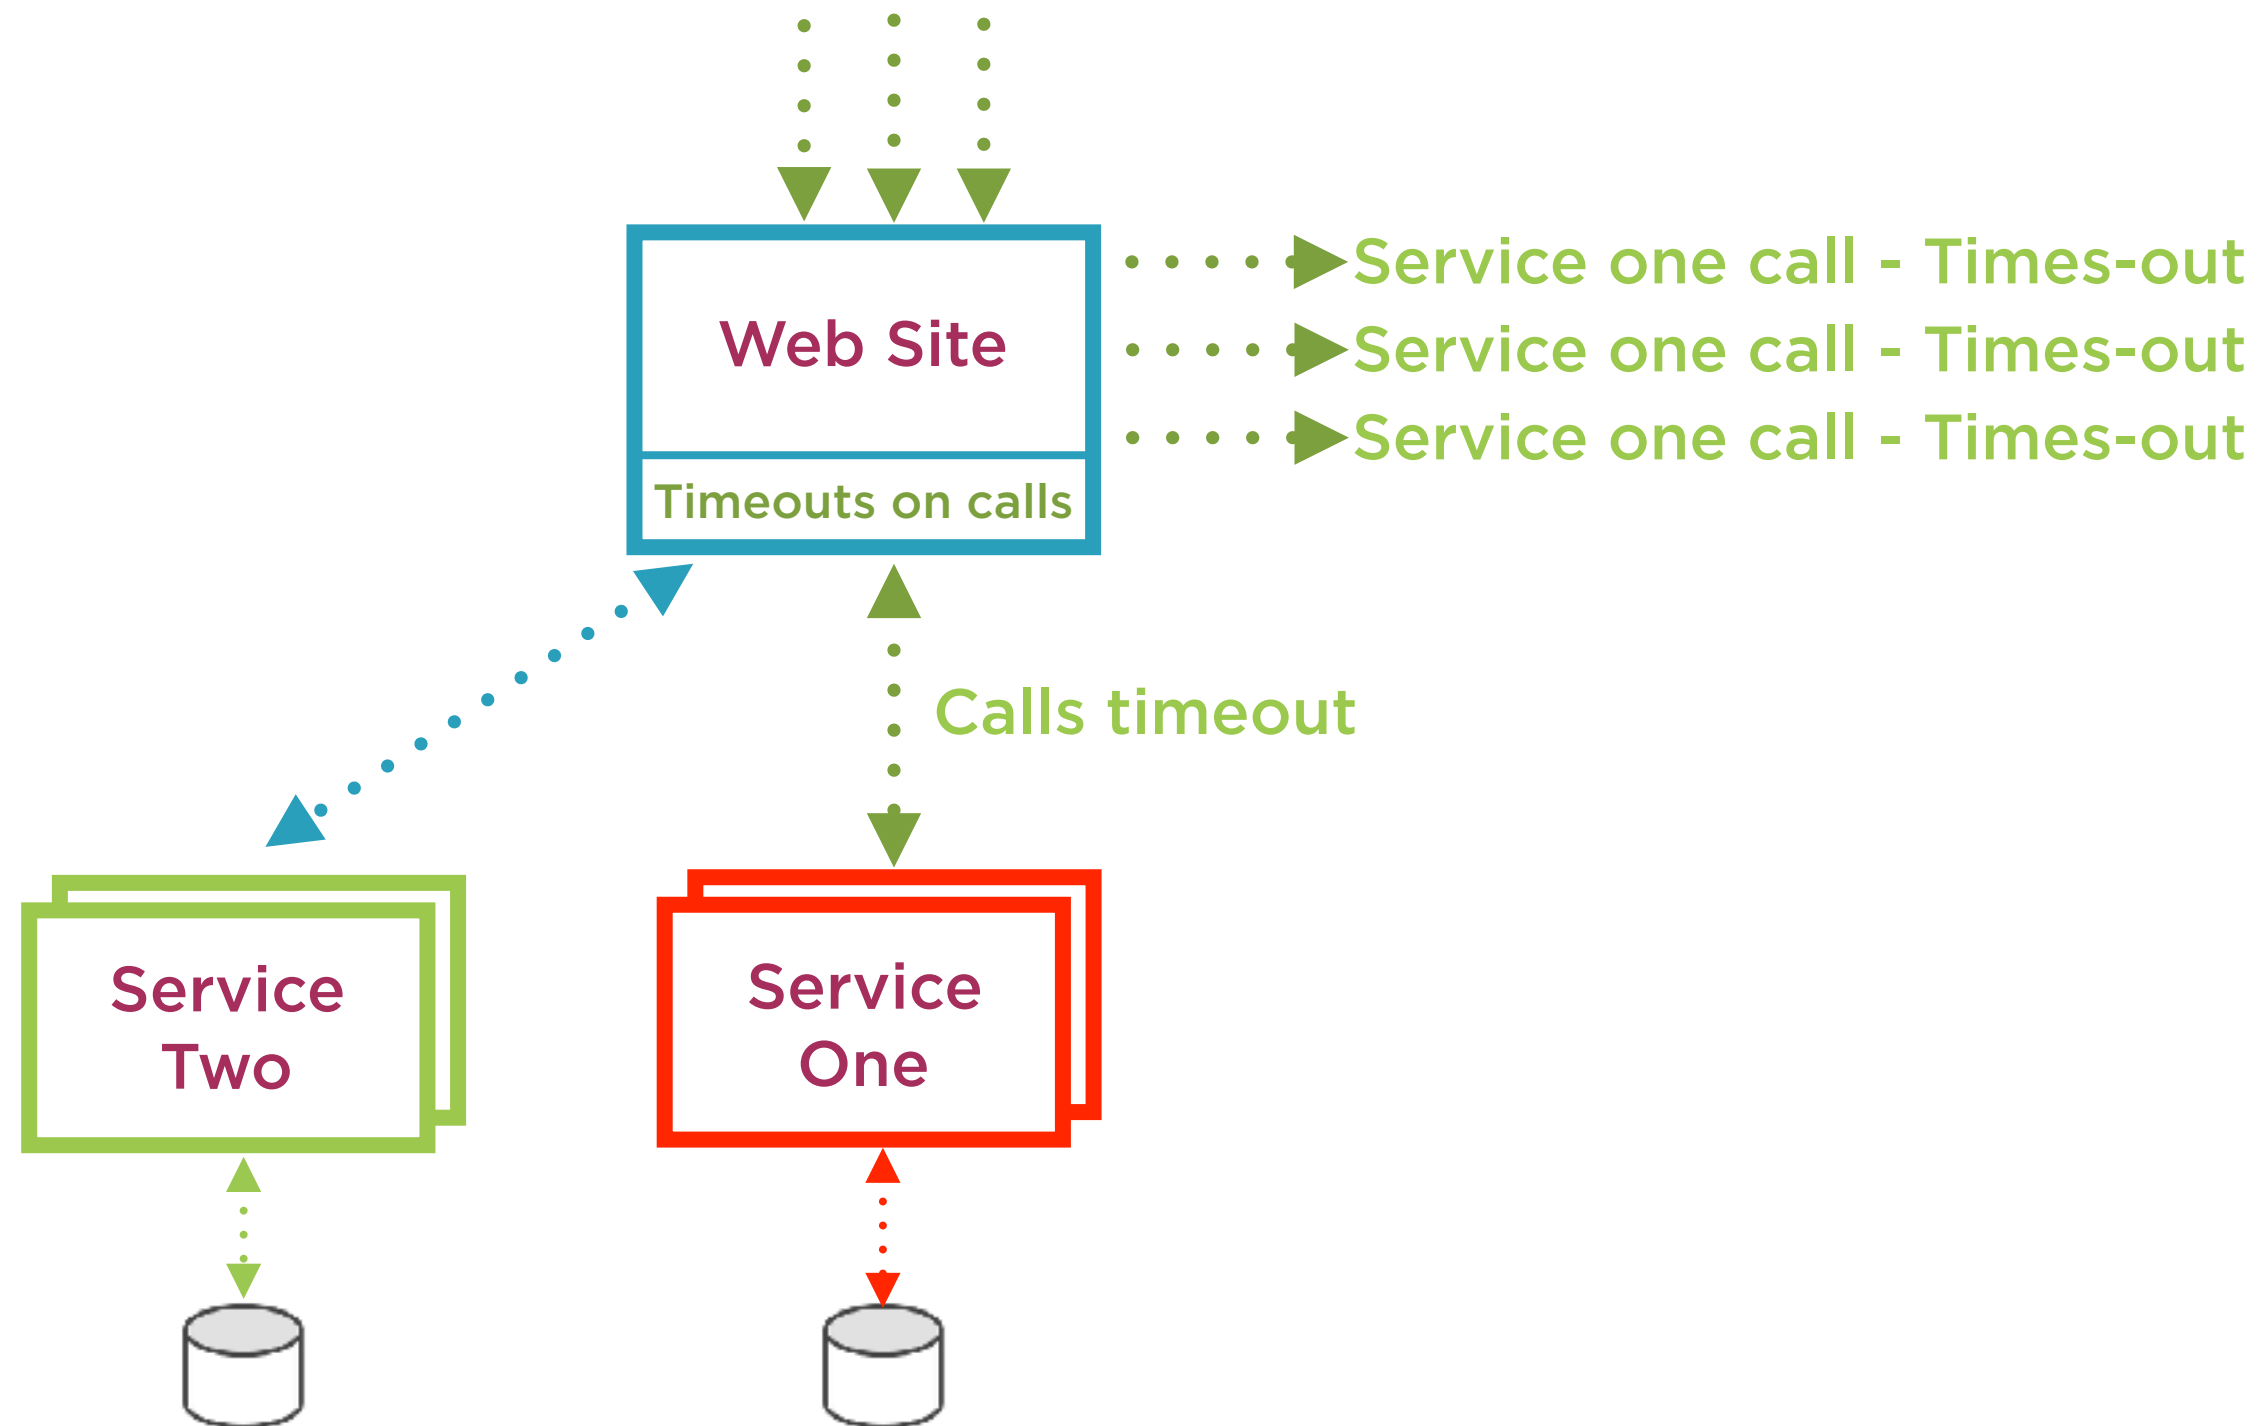 Service one call - Times-out
Web Site
Service one call - Times-out
Service one call - Times-out
Timeouts on calls
Calls timeout
Service
Two
Service
One